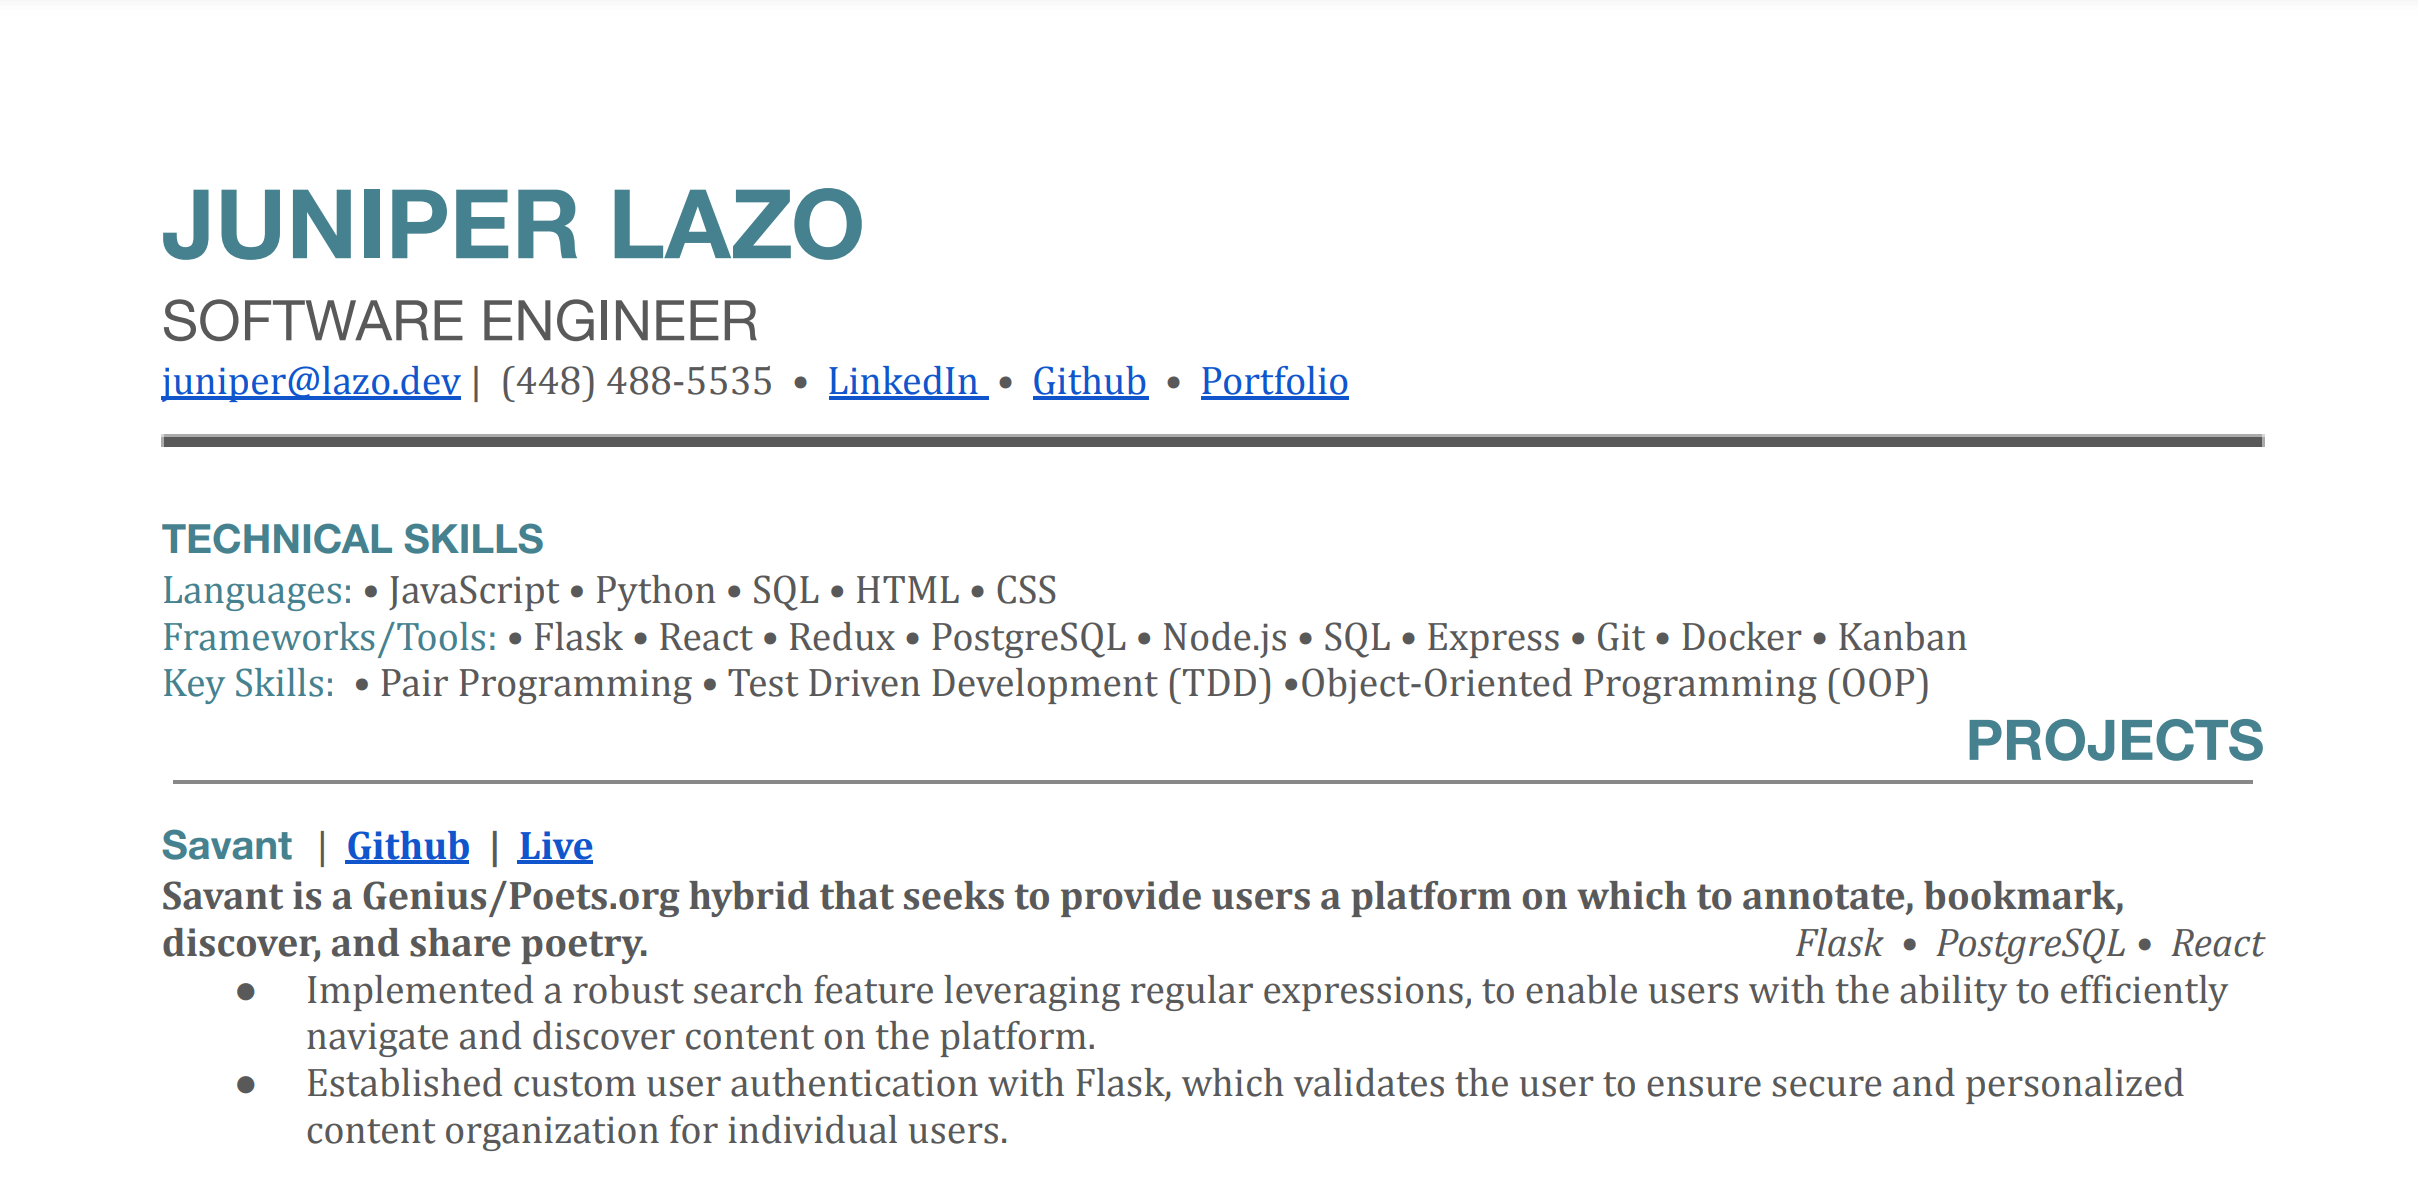 JUNIPER LAZO
SOFTWARE ENGINEER
juniper@lazo.dev | (448) 488-5535 • LinkedIn • Github • Portfolio
TECHNICAL SKILLS
Languages: • JavaScript • Python • SQL • HTML • CSS
Frameworks/Tools: • Flask • React • Redux • PostgreSQL • Node.js • SQL • Express • Git • Docker • Kanban
Key Skills: • Pair Programming • Test Driven Development (TDD) •Object-Oriented Programming (OOP)
PROJECTS
Savant | Github | Live
Savant is a Genius/Poets.org hybrid that seeks to provide users a platform on which to annotate, bookmark,
discover, and share poetry. Flask • PostgreSQL • React
● Implemented a robust search feature leveraging regular expressions, to enable users with the ability to efficiently
navigate and discover content on the platform.
● Established custom user authentication with Flask, which validates the user to ensure secure and personalized
content organization for individual users.